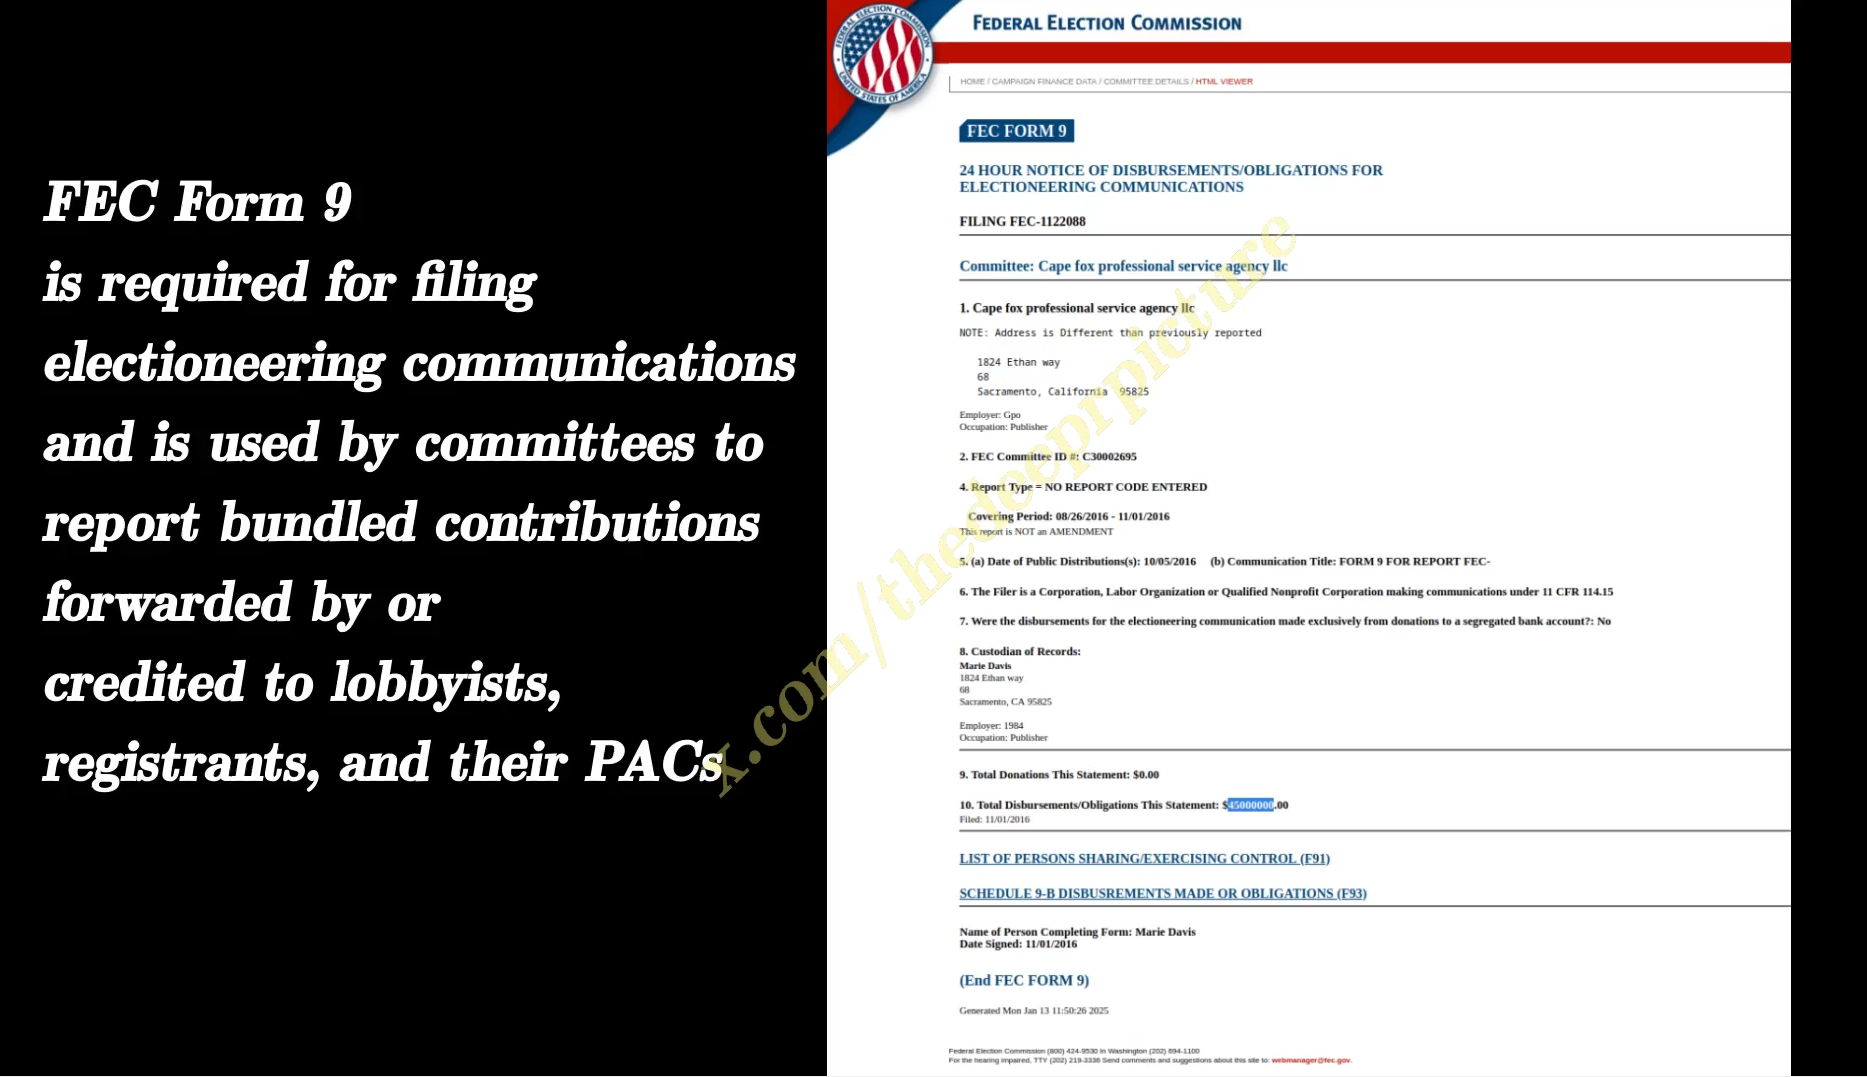 FEC Form 9
is required for filing
electioneering communications
and is used by committees to
report bundled contributions
forwarded by or
credited to lobbyists,
registrants, and their PACs
x.com/thedeeprpicture
FEDERAL ELECTION COMMISSION
FEDERAL ELECTION COMMISSION
UNITED STATES OF AMERICA
HOME / CAMPAIGN FINANCE DATA / COMMITTEE DETAILS / HTML VIEWER
FEC FORM 9
24 HOUR NOTICE OF DISBURSEMENTS/OBLIGATIONS FOR
ELECTIONEERING COMMUNICATIONS
FILING FEC-1122088
Committee: Cape fox professional service agency llc
1. Cape fox professional service agency llc
NOTE: Address is Different than previously reported
1824 Ethan way
68
Sacramento, California 95825
Employer: Gpo
Occupation: Publisher
2. FEC Committee ID #: C30002695
4. Report Type = NO REPORT CODE ENTERED
Covering Period: 08/26/2016 - 11/01/2016
This report is NOT an AMENDMENT
5. (a) Date of Public Distributions(s): 10/05/2016 (b) Communication Title: FORM 9 FOR REPORT FEC-
6. The Filer is a Corporation, Labor Organization or Qualified Nonprofit Corporation making communications under 11 CFR 114.15
7. Were the disbursements for the electioneering communication made exclusively from donations to a segregated bank account?: No
8. Custodian of Records:
Marie Davis
1824 Ethan way
68
Sacramento, CA 95825
Employer: 1984
Occupation: Publisher
9. Total Donations This Statement: $0.00
10. Total Disbursements/Obligations This Statement: $45000000.00
Filed: 11/01/2016
LIST OF PERSONS SHARING/EXERCISING CONTROL (F91)
SCHEDULE 9-B DISBUSREMENTS MADE OR OBLIGATIONS (F93)
Name of Person Completing Form: Marie Davis
Date Signed: 11/01/2016
(End FEC FORM 9)
Generated Mon Jan 13 11:50:26 2025
Federal Election Commission (800) 424-9530 In Washington (202) 694-1100
For the hearing impaired, TTY (202) 219-3336 Send comments and suggestions about this site to: webmanager@fec.gov.